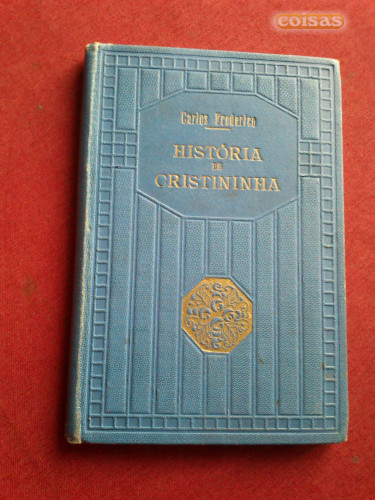 coisas
Carlos Frederico
HISTÓRIA
DE
CRISTININHA